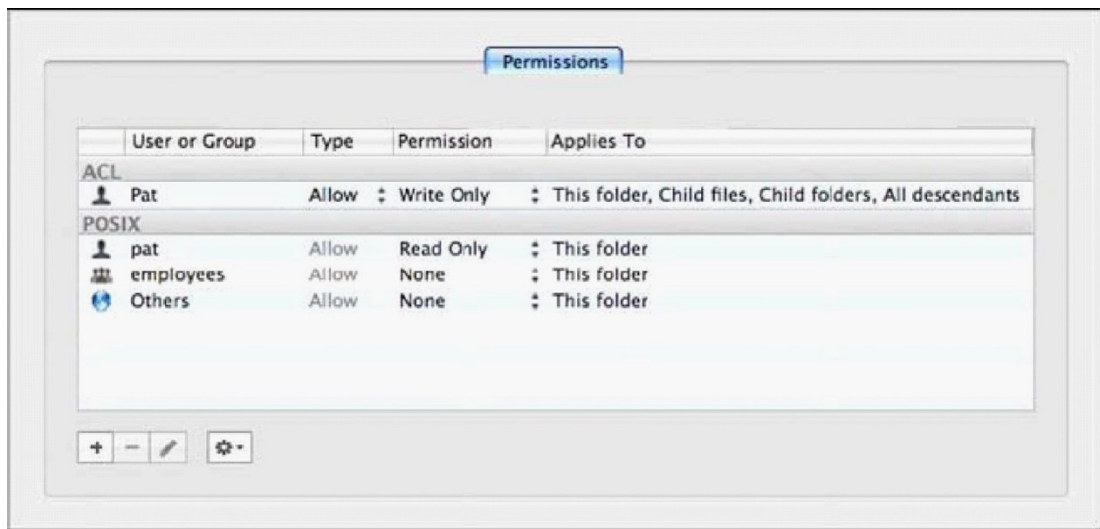 Permissions
User or Group Type Permission Applies To
ACL
Pat Allow Write Only This folder, Child files, Child folders, All descendants
POSIX
pat Allow Read Only This folder
employees Allow None This folder
Others Allow None This folder